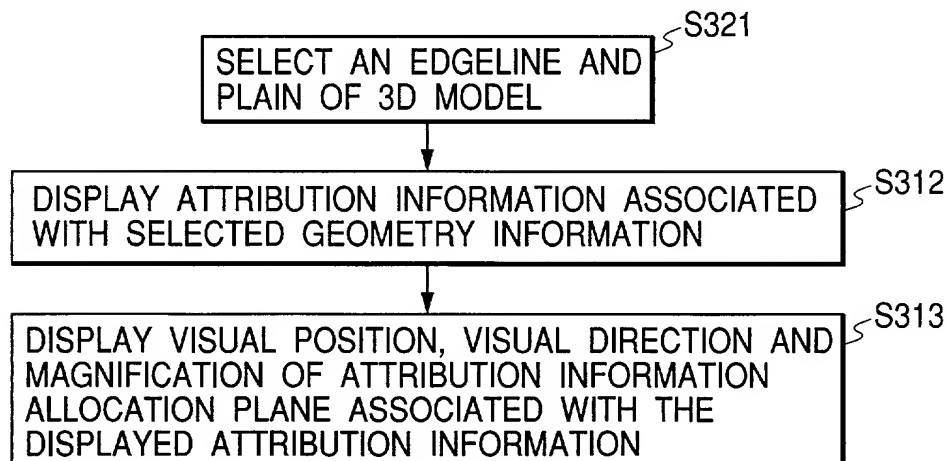 S321
SELECT AN EDGELINE AND
PLAIN OF 3D MODEL
S312
DISPLAY ATTRIBUTION INFORMATION ASSOCIATED
WITH SELECTED GEOMETRY INFORMATION
S313
DISPLAY VISUAL POSITION, VISUAL DIRECTION AND
MAGNIFICATION OF ATTRIBUTION INFORMATION
ALLOCATION PLANE ASSOCIATED WITH THE
DISPLAYED ATTRIBUTION INFORMATION